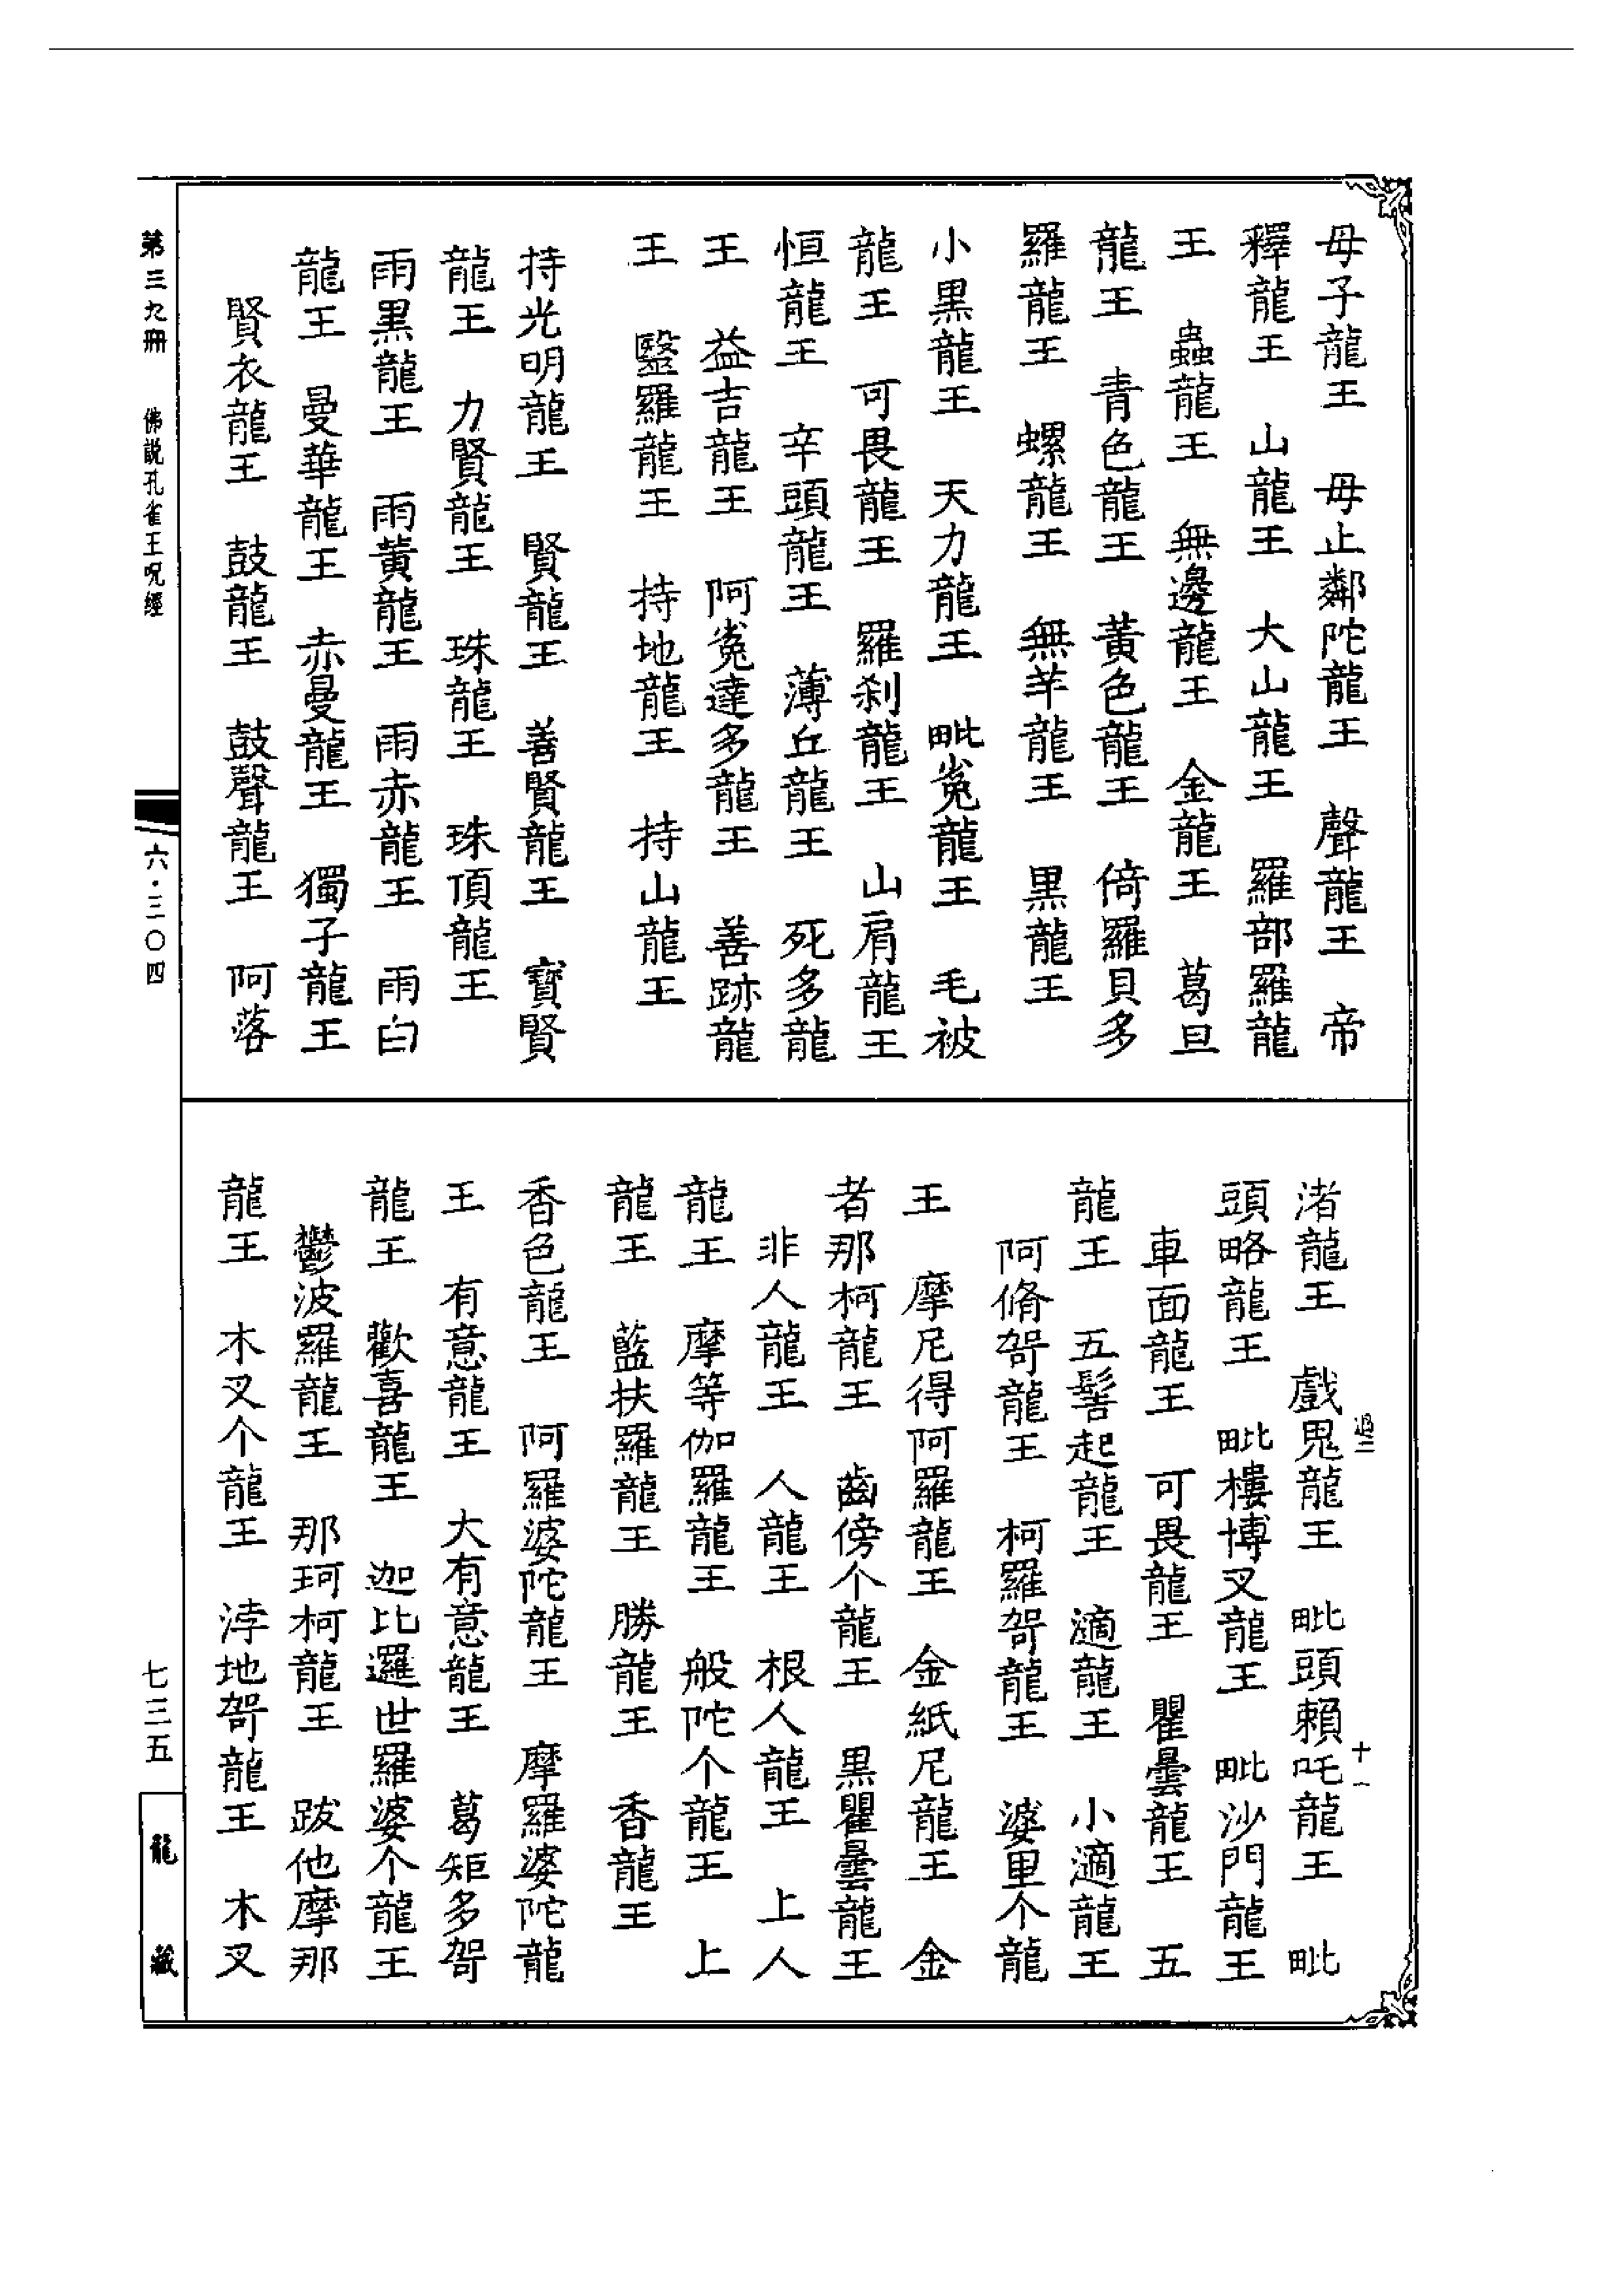 毋子龍王　毋止鄰陀龍王　聲龍王　帝
釋龍王　山龍王　大山龍王　羅部羅龍
王　蟲龍王　無邊龍王　金龍王　葛旦
龍王　青色龍王　黃色龍王　倚羅貝多
羅龍王　螺龍王　無羊龍王　黒龍王
小黒龍王　天力龍王　毗㝹龍王　毛被
龍王　可畏龍王　羅刹龍王　山肩龍王
恒龍王　辛頭龍王　薄丘龍王　死多龍
王　益吉龍王　阿㝹達多龍王　善跡龍
王　毉羅龍王　持地龍王　持山龍王
持光明龍王　賢龍王　善賢龍王　寶賢
龍王　力賢龍王　珠龍王　珠頂龍王
雨黒龍王　雨黃龍王　雨赤龍王　雨白
龍王　曼華龍王　赤曼龍王　獨子龍王
賢衣龍王　鼓龍王　鼓聲龍王　阿落
渚龍王　戲鬼龍王　毗頭賴吒龍王　毗
頭略龍王　毗樓博叉龍王　毗沙門龍王
車面龍王　可畏龍王　瞿曇龍王　五
龍王　五髻起龍王　適龍王　小適龍王
阿脩哿龍王　柯羅哿龍王　婆里个龍
王　摩尼得阿羅龍王　金紙尼龍王　金
者那柯龍王　齒傍个龍王　黒瞿曇龍王
非人龍王　人龍王　根人龍王　上人
龍王　摩等伽羅龍王　般陀个龍王　上
龍王　藍扶羅龍王　勝龍王　香龍王
香色龍王　阿羅婆陀龍王　摩羅婆陀龍
王　有意龍王　大有意龍王　葛矩多哿
龍王　歡喜龍王　迦比邏世羅婆个龍王
鬱波羅龍王　那珂柯龍王　跋他摩那
龍王　木叉个龍王　浡地哿龍王　木叉
十一
第三九冊　佛說孔雀王呪經
六·三〇四
七三五
龍藏